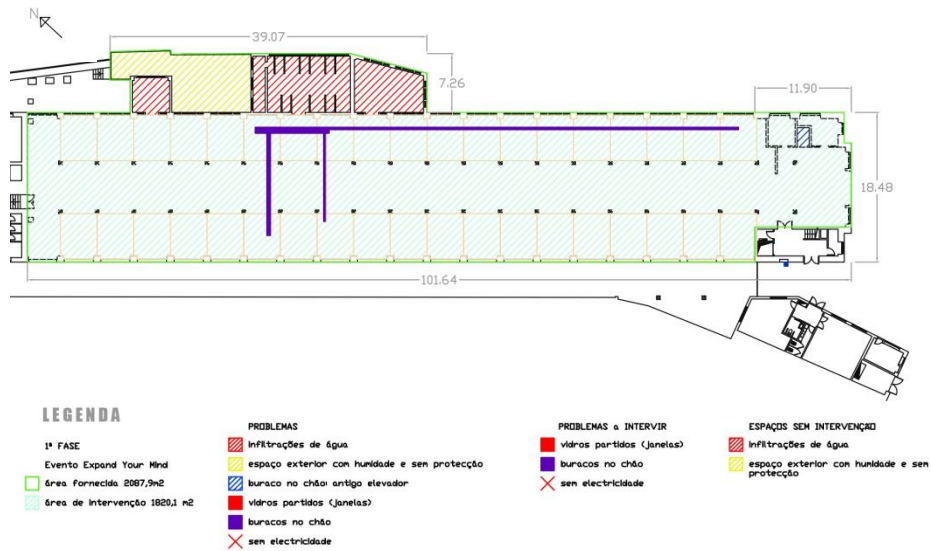 N
39.07
7.26
11.90
18.48
101.64
LEGENDA
1ª FASE
Evento Expand Your Mind
área fornecida 2087,9m2
área de intervenção 1820,1 m2
PROBLEMAS
infiltrações de água
espaço exterior com humidade e sem protecção
buraco no chão: antigo elevador
vidros partidos (janelas)
buracos no chão
sem electricidade
PROBLEMAS a INTERVIR
vidros partidos (janelas)
buracos no chão
sem electricidade
ESPAÇOS SEM INTERVENÇÃO
infiltrações de água
espaço exterior com humidade e sem
protecção